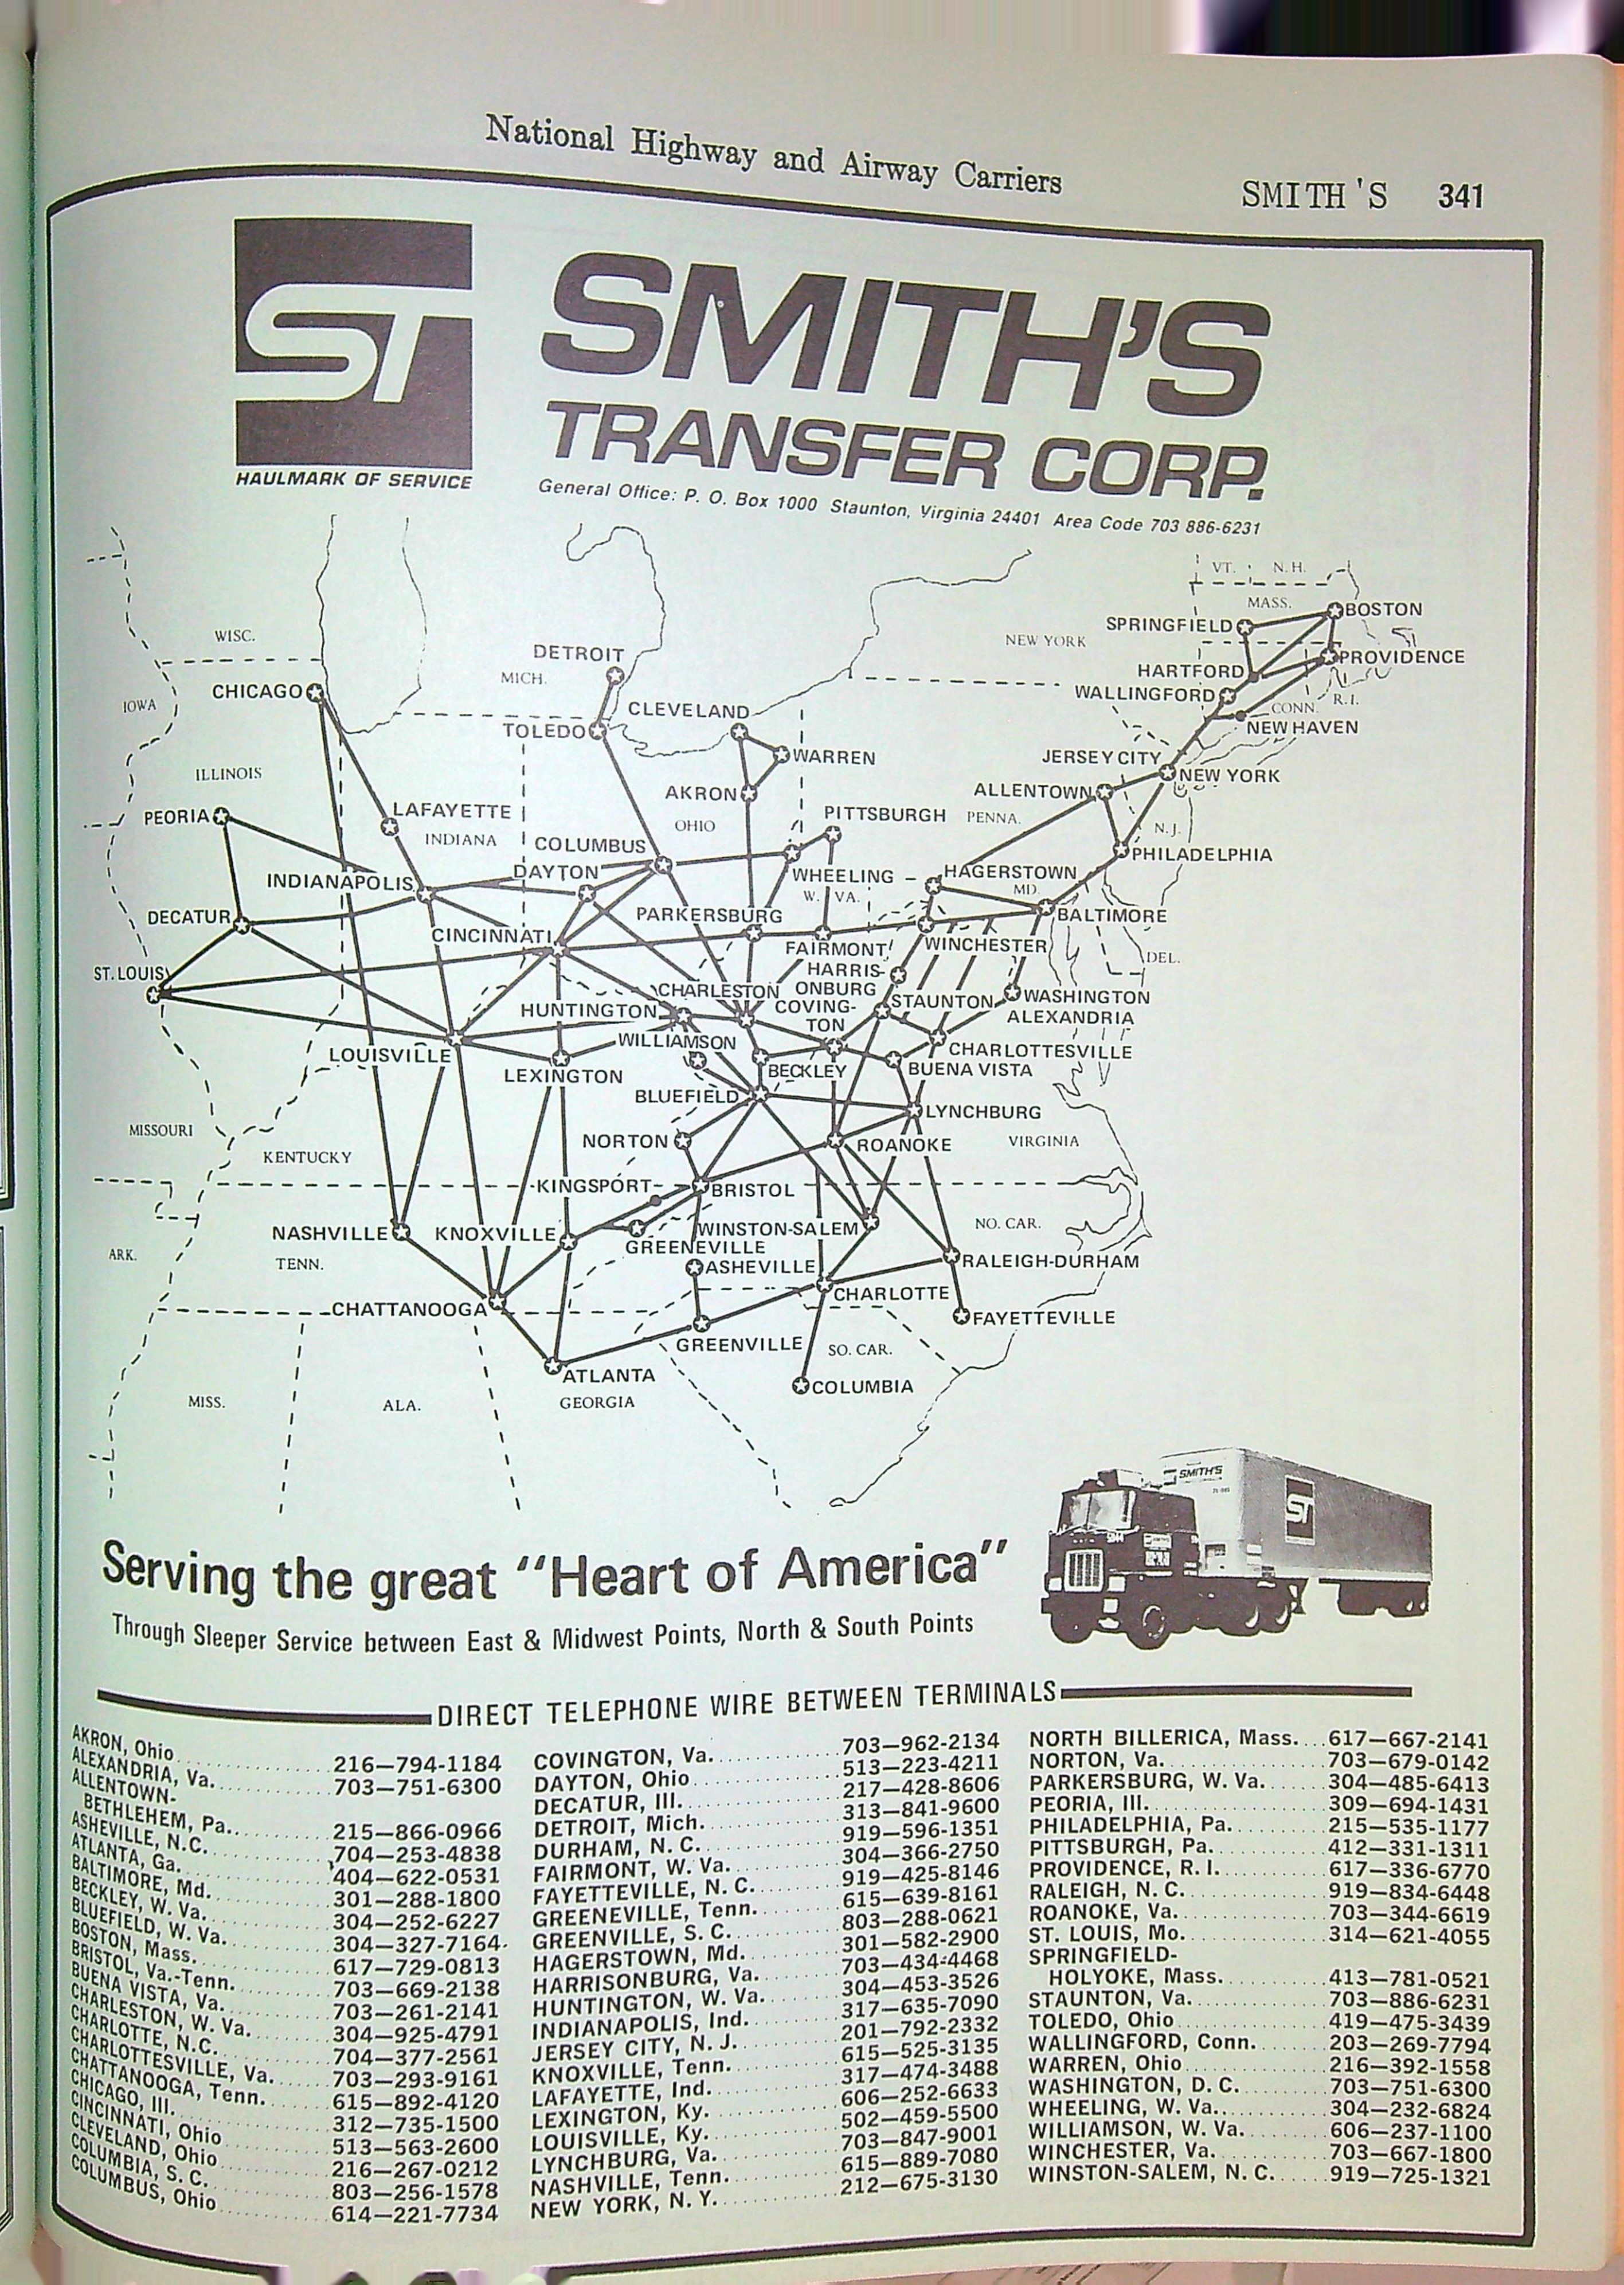 National Highway and Airway Carriers
SMITH'S 341
ST
HAULMARK OF SERVICE
SMITH'S
TRANSFER CORP.
General Office: P. O. Box 1000 Staunton, Virginia 24401 Area Code 703 886-6231
VT. N.H.
MASS. BOSTON
SPRINGFIELD
WISC.
NEW YORK
DETROIT
HARTFORD PROVIDENCE
MICH.
CHICAGO
WALLINGFORD
IOWA
CONN. R.I.
CLEVELAND
NEW HAVEN
TOLEDO
WARREN
JERSEY CITY
ILLINOIS
NEW YORK
AKRON
ALLENTOWN
PEORIA
LAFAYETTE
PITTSBURGH PENNA.
OHIO
N.J.
INDIANA
COLUMBUS
PHILADELPHIA
DAYTON
WHEELING
HAGERSTOWN
INDIANAPOLIS
MD.
W. VA.
DECATUR
PARKERSBURG
BALTIMORE
CINCINNATI
FAIRMONT
WINCHESTER
DEL.
ST. LOUIS
HARRIS-
ONBURG
CHARLESTON
STAUNTON
WASHINGTON
HUNTINGTON
COVING-
TON
ALEXANDRIA
WILLIAMSON
LOUISVILLE
CHARLOTTESVILLE
LEXINGTON
BECKLEY
BUENA VISTA
BLUEFIELD
LYNCHBURG
MISSOURI
NORTON
ROANOKE
VIRGINIA
KENTUCKY
KINGSPORT
BRISTOL
NASHVILLE
KNOXVILLE
WINSTON-SALEM
NO. CAR.
GREENEVILLE
ARK.
TENN.
ASHEVILLE
RALEIGH-DURHAM
CHARLOTTE
CHATTANOOGA
FAYETTEVILLE
GREENVILLE
SO. CAR.
ATLANTA
COLUMBIA
MISS.
ALA.
GEORGIA
SMITH'S
ST
Serving the great "Heart of America"
Through Sleeper Service between East & Midwest Points, North & South Points
DIRECT TELEPHONE WIRE BETWEEN TERMINALS
AKRON, Ohio 216—794-1184
ALEXANDRIA, Va. 703—751-6300
ALLENTOWN-
BETHLEHEM, Pa. 215—866-0966
ASHEVILLE, N.C. 704—253-4838
ATLANTA, Ga. 404—622-0531
BALTIMORE, Md. 301—288-1800
BECKLEY, W. Va. 304—252-6227
BLUEFIELD, W. Va. 304—327-7164
BOSTON, Mass. 617—729-0813
BRISTOL, Va.-Tenn. 703—669-2138
BUENA VISTA, Va. 703—261-2141
CHARLESTON, W. Va. 304—925-4791
CHARLOTTE, N.C. 704—377-2561
CHARLOTTESVILLE, Va. 703—293-9161
CHATTANOOGA, Tenn. 615—892-4120
CHICAGO, Ill. 312—735-1500
CINCINNATI, Ohio 513—563-2600
CLEVELAND, Ohio 216—267-0212
COLUMBIA, S. C. 803—256-1578
COLUMBUS, Ohio 614—221-7734
COVINGTON, Va. 703—962-2134
DAYTON, Ohio 513—223-4211
DECATUR, Ill. 217—428-8606
DETROIT, Mich. 313—841-9600
DURHAM, N. C. 919—596-1351
FAIRMONT, W. Va. 304—366-2750
FAYETTEVILLE, N. C. 919—425-8146
GREENEVILLE, Tenn. 615—639-8161
GREENVILLE, S. C. 803—288-0621
HAGERSTOWN, Md. 301—582-2900
HARRISONBURG, Va. 703—434-4468
HUNTINGTON, W. Va. 304—453-3526
INDIANAPOLIS, Ind. 317—635-7090
JERSEY CITY, N. J. 201—792-2332
KNOXVILLE, Tenn. 615—525-3135
LAFAYETTE, Ind. 317—474-3488
LEXINGTON, Ky. 606—252-6633
LOUISVILLE, Ky. 502—459-5500
LYNCHBURG, Va. 703—847-9001
NASHVILLE, Tenn. 615—889-7080
NEW YORK, N. Y. 212—675-3130
NORTH BILLERICA, Mass. 617—667-2141
NORTON, Va. 703—679-0142
PARKERSBURG, W. Va. 304—485-6413
PEORIA, Ill. 309—694-1431
PHILADELPHIA, Pa. 215—535-1177
PITTSBURGH, Pa. 412—331-1311
PROVIDENCE, R. I. 617—336-6770
RALEIGH, N. C. 919—834-6448
ROANOKE, Va. 703—344-6619
ST. LOUIS, Mo. 314—621-4055
SPRINGFIELD-
HOLYOKE, Mass. 413—781-0521
STAUNTON, Va. 703—886-6231
TOLEDO, Ohio 419—475-3439
WALLINGFORD, Conn. 203—269-7794
WARREN, Ohio 216—392-1558
WASHINGTON, D. C. 703—751-6300
WHEELING, W. Va. 304—232-6824
WILLIAMSON, W. Va. 606—237-1100
WINCHESTER, Va. 703—667-1800
WINSTON-SALEM, N. C. 919—725-1321